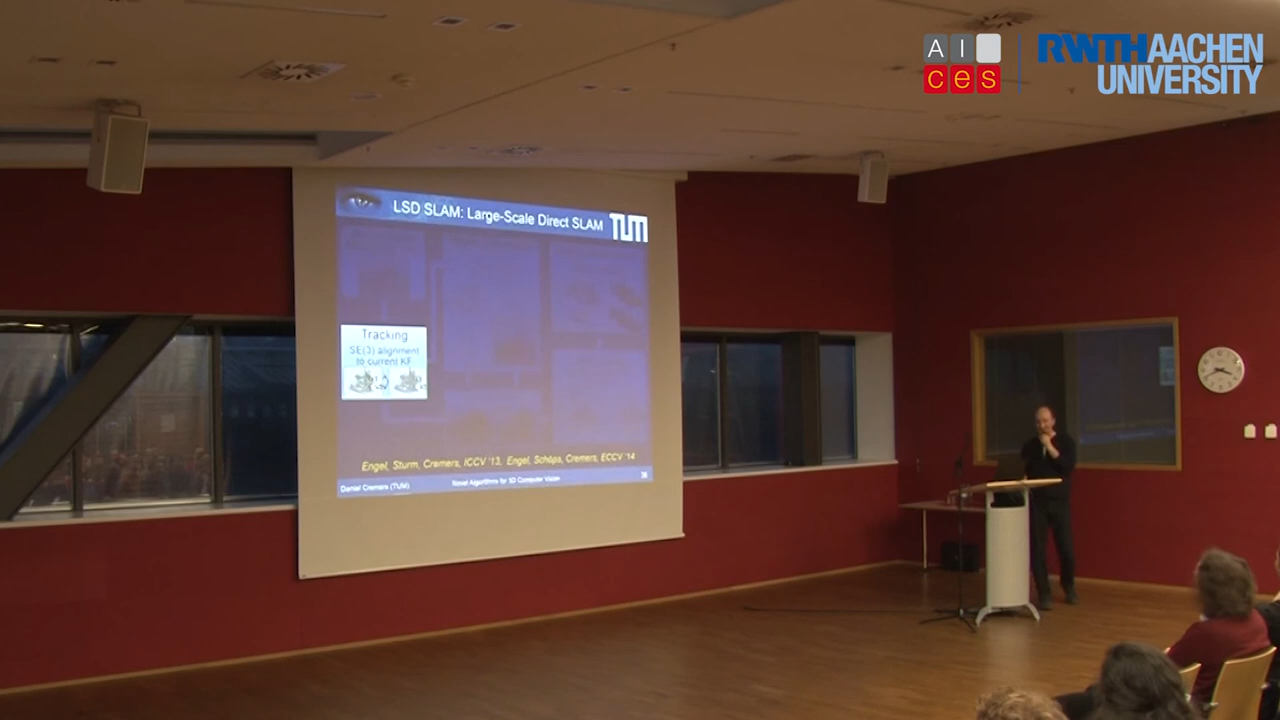 AI
ces
RWTHAACHEN
UNIVERSITY
LSD SLAM: Large-Scale Direct SLAM
TUM
Tracking
SE(3) alignment
to current KF
Engel, Sturm, Cremers, ICCV '13, Engel, Schöps, Cremers, ECCV '14
Daniel Cremers (TUM)
Novel Algorithms for 3D Computer Vision